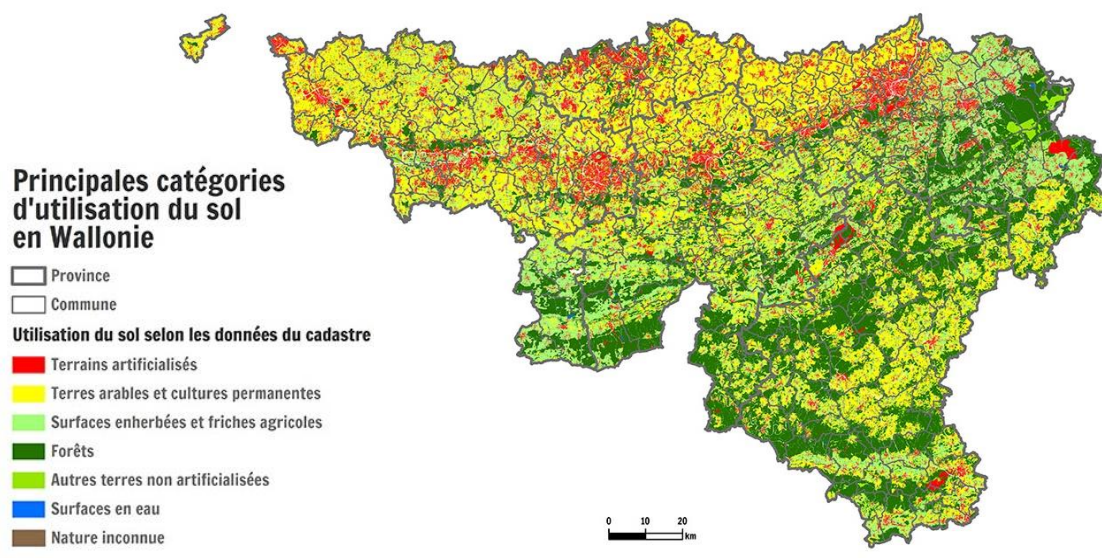 Principales catégories
d'utilisation du sol
en Wallonie
Province
Commune
Utilisation du sol selon les données du cadastre
Terrains artificialisés
Terres arables et cultures permanentes
Surfaces enherbées et friches agricoles
Forêts
Autres terres non artificialisées
Surfaces en eau
Nature inconnue
0 10 20
km